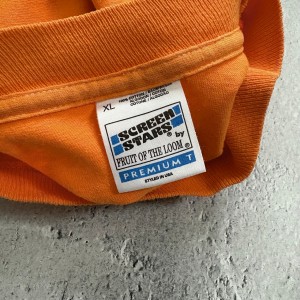 XL
SCREEN
STARS®
by
FRUIT OF THE LOOM®
PREMIUM T
STYLED IN USA